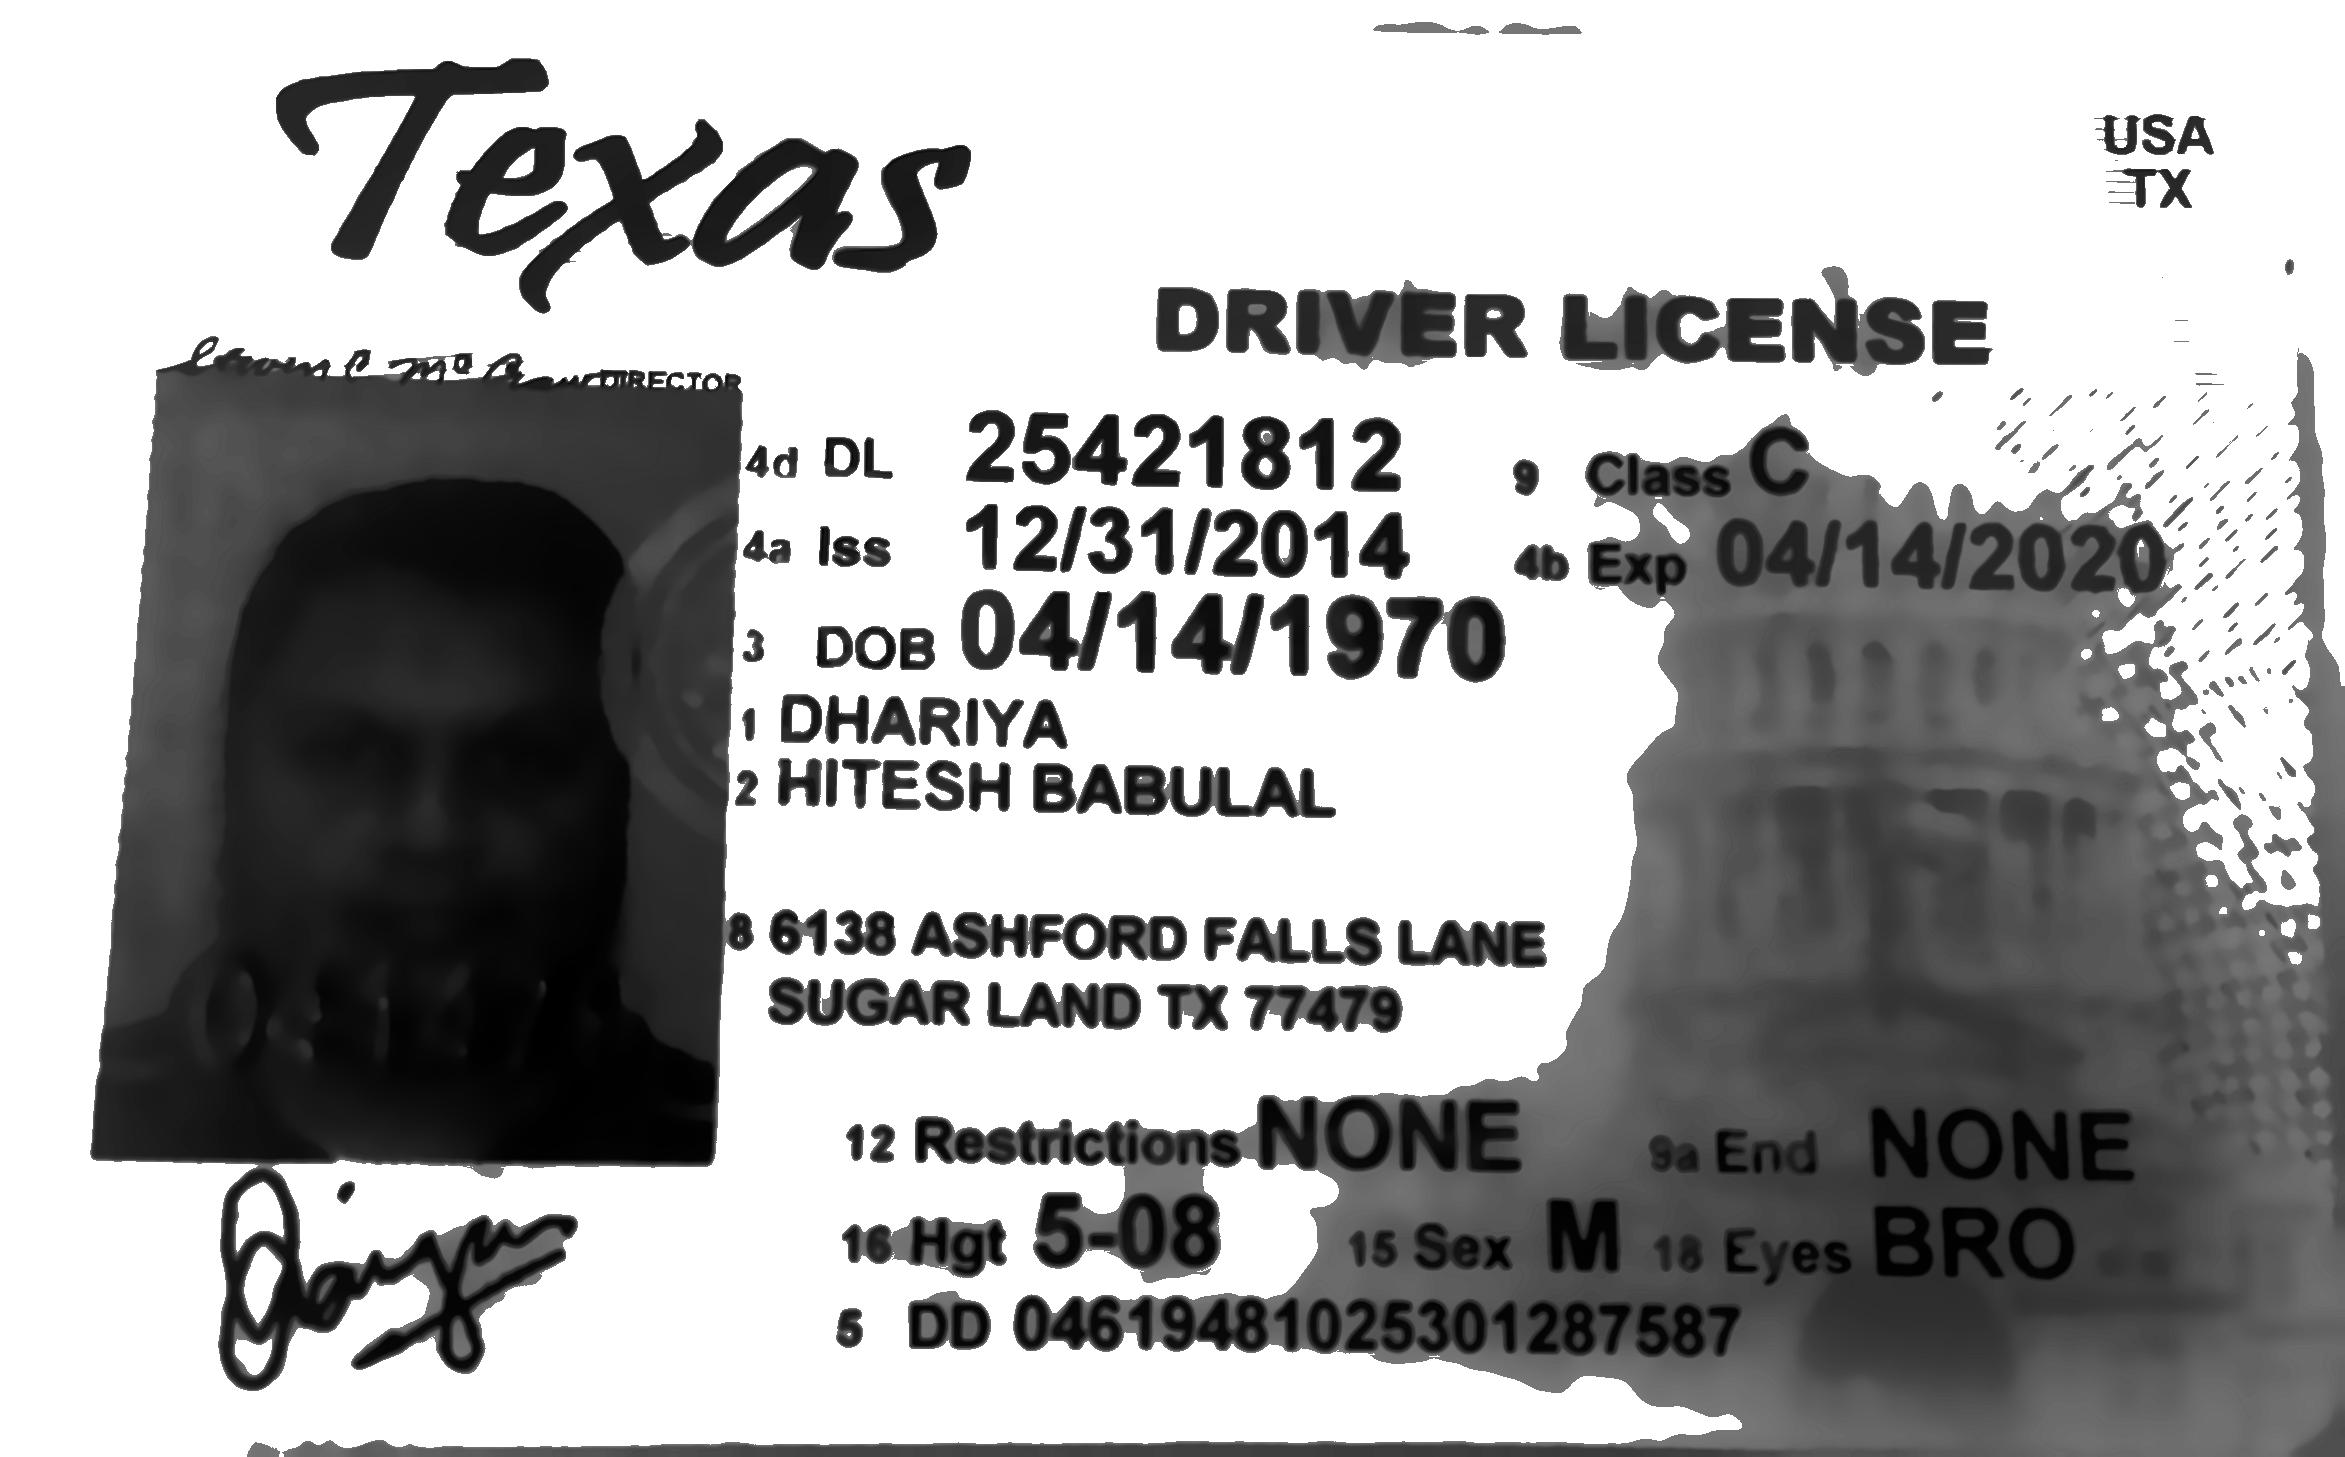 Texas
USA
TX
DRIVER LICENSE
DIRECTOR
4d DL 25421812
9 Class C
4a Iss 12/31/2014
4b Exp 04/14/2020
3 DOB 04/14/1970
1 DHARIYA
2 HITESH BABULAL
8 6138 ASHFORD FALLS LANE
SUGAR LAND TX 77479
12 Restrictions NONE
9a End NONE
16 Hgt 5-08
15 Sex M
18 Eyes BRO
5 DD 04619481025301287587